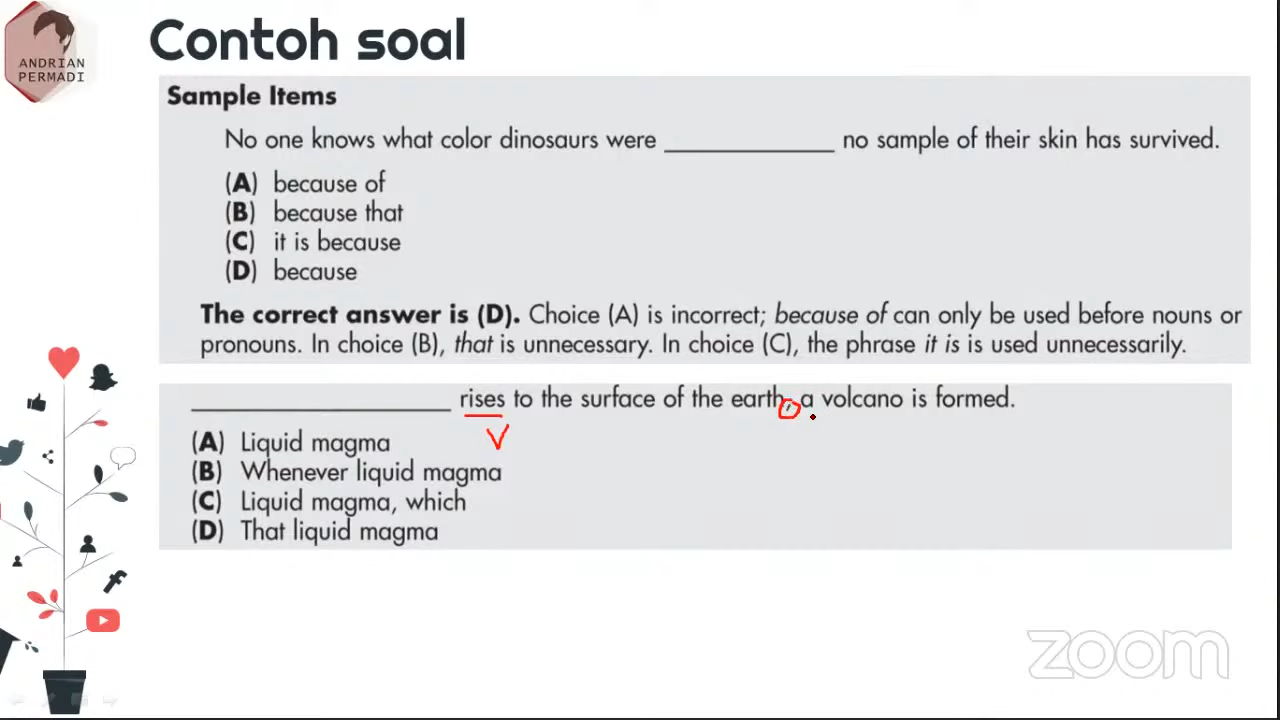 ANDRIAN
PERMADI
Contoh soal
Sample Items
No one knows what color dinosaurs were _______________ no sample of their skin has survived.
(A) because of
(B) because that
(C) it is because
(D) because
The correct answer is (D). Choice (A) is incorrect; because of can only be used before nouns or
pronouns. In choice (B), that is unnecessary. In choice (C), the phrase it is is used unnecessarily.
_______________________ rises to the surface of the earth, a volcano is formed.
V
(A) Liquid magma
(B) Whenever liquid magma
(C) Liquid magma, which
(D) That liquid magma
zoom